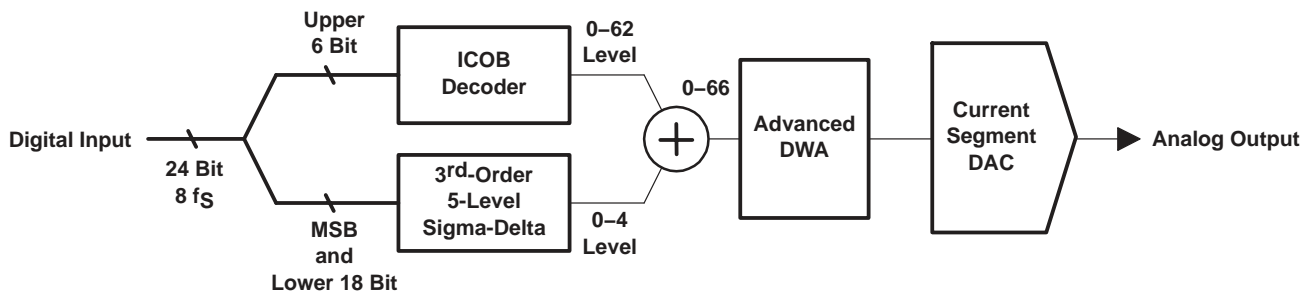 Upper
6 Bit
0–62
Level
ICOB
Decoder
0–66
Digital Input
24 Bit
8 fS
+
Advanced
DWA
Current
Segment
DAC
Analog Output
3rd-Order
5-Level
Sigma-Delta
0–4
Level
MSB
and
Lower 18 Bit